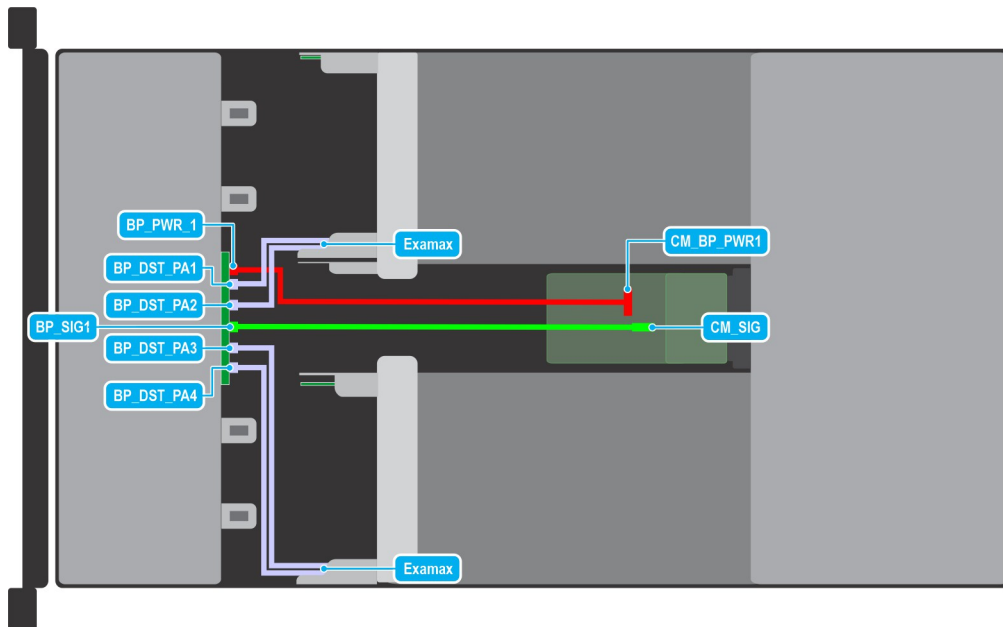 BP_PWR_1
Examax
CM_BP_PWR1
BP_DST_PA1
BP_DST_PA2
BP_SIG1
CM_SIG
BP_DST_PA3
BP_DST_PA4
Examax